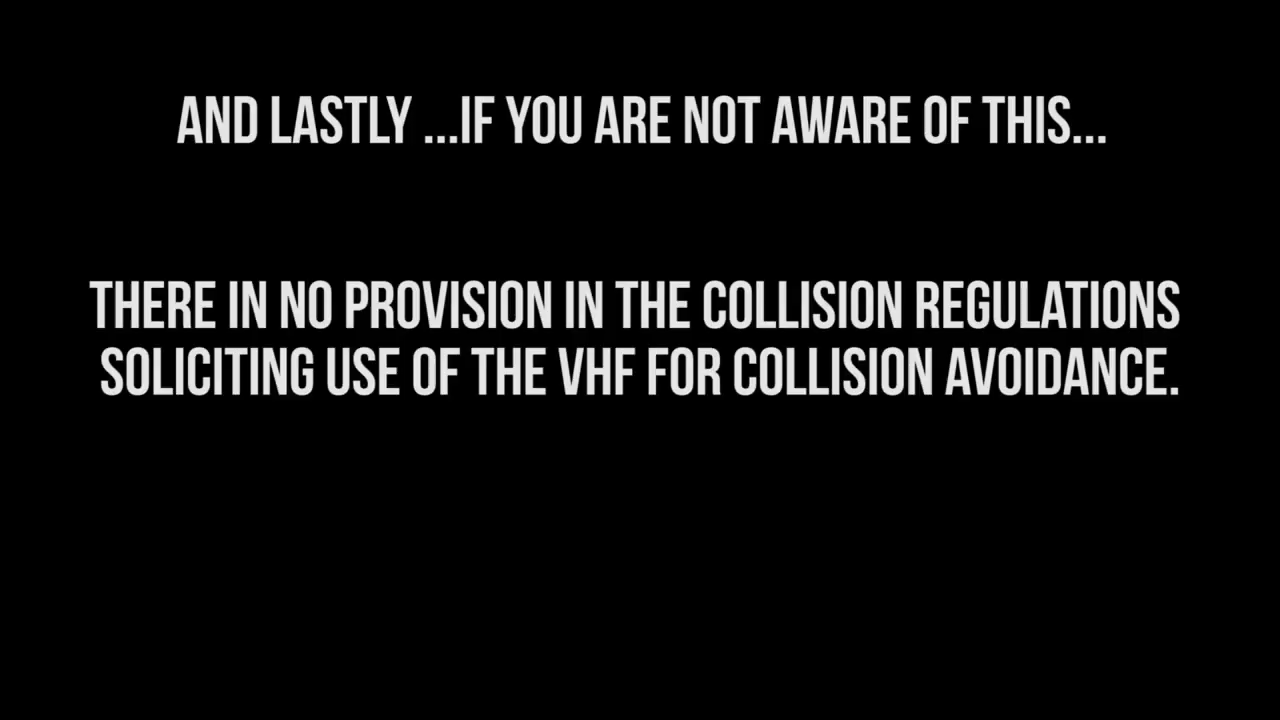 AND LASTLY ...IF YOU ARE NOT AWARE OF THIS...
THERE IN NO PROVISION IN THE COLLISION REGULATIONS
SOLICITING USE OF THE VHF FOR COLLISION AVOIDANCE.